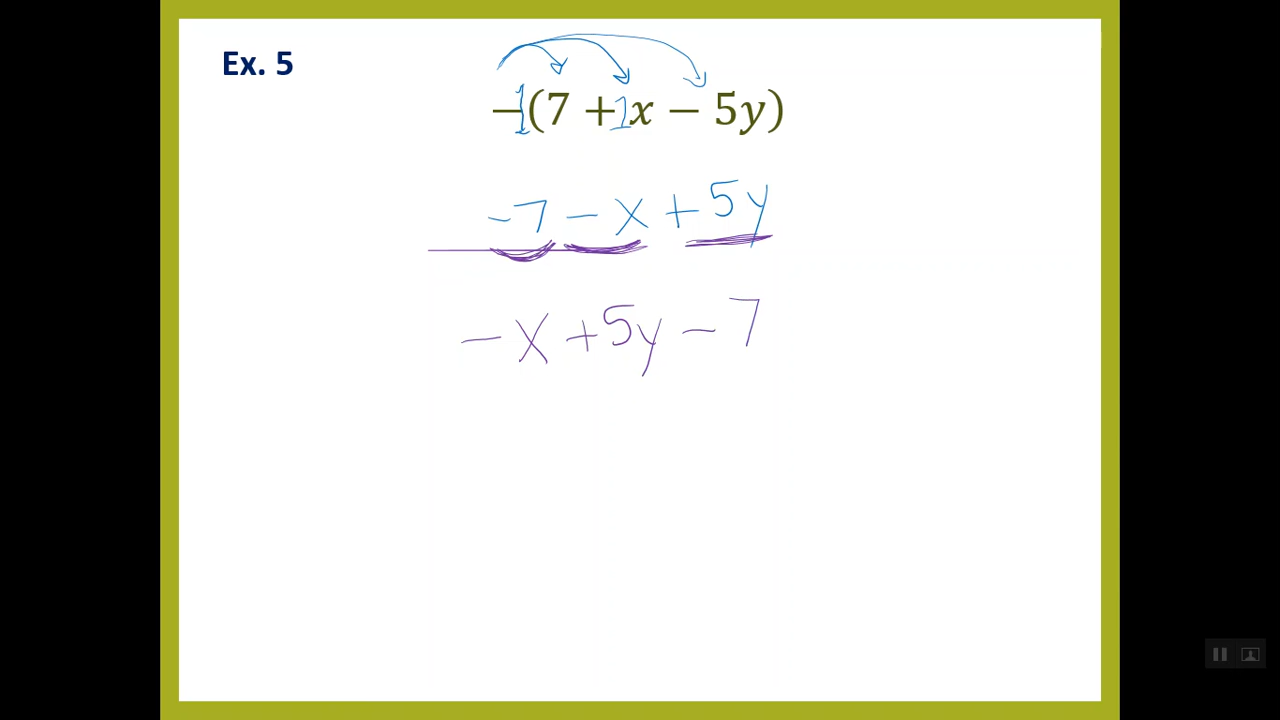 Ex. 5
−1(7 + 1x − 5y)
-7 - x + 5y
- x + 5y - 7